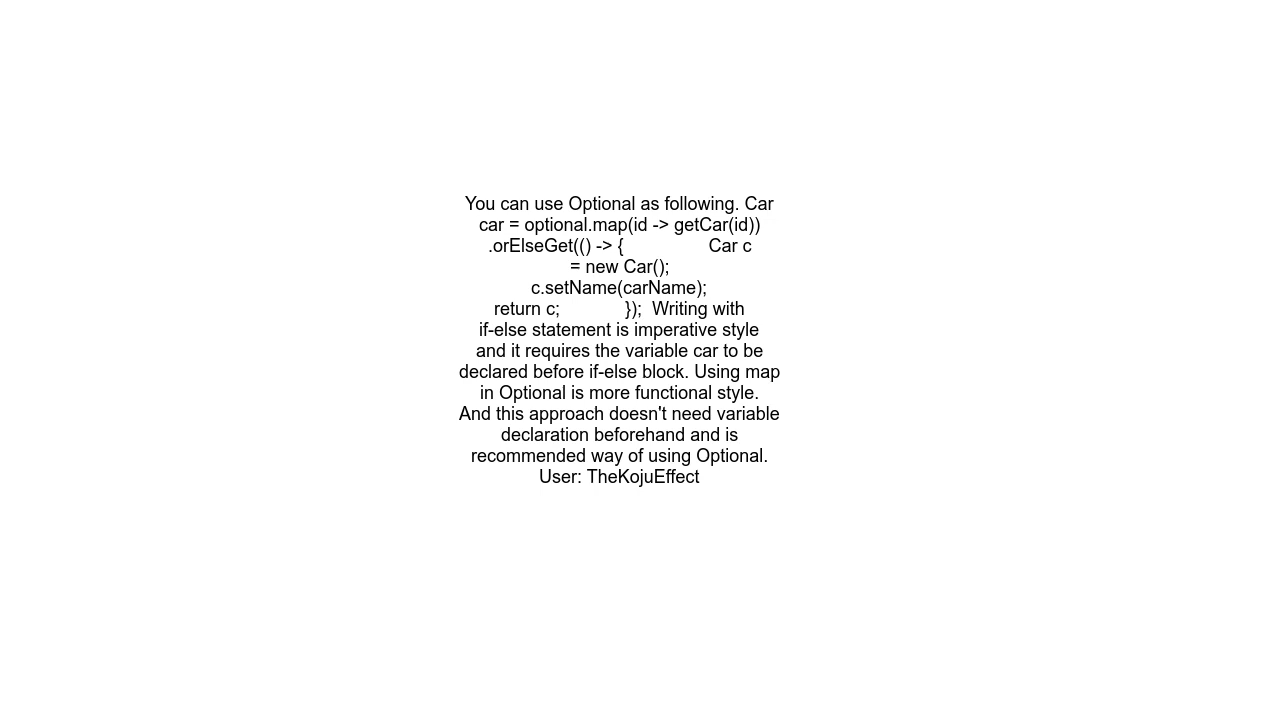 You can use Optional as following. Car
car = optional.map(id -> getCar(id))
.orElseGet(() -> {                 Car c
= new Car();
c.setName(carName);
return c;             });  Writing with
if-else statement is imperative style
and it requires the variable car to be
declared before if-else block. Using map
in Optional is more functional style.
And this approach doesn't need variable
declaration beforehand and is
recommended way of using Optional.
User: TheKojuEffect